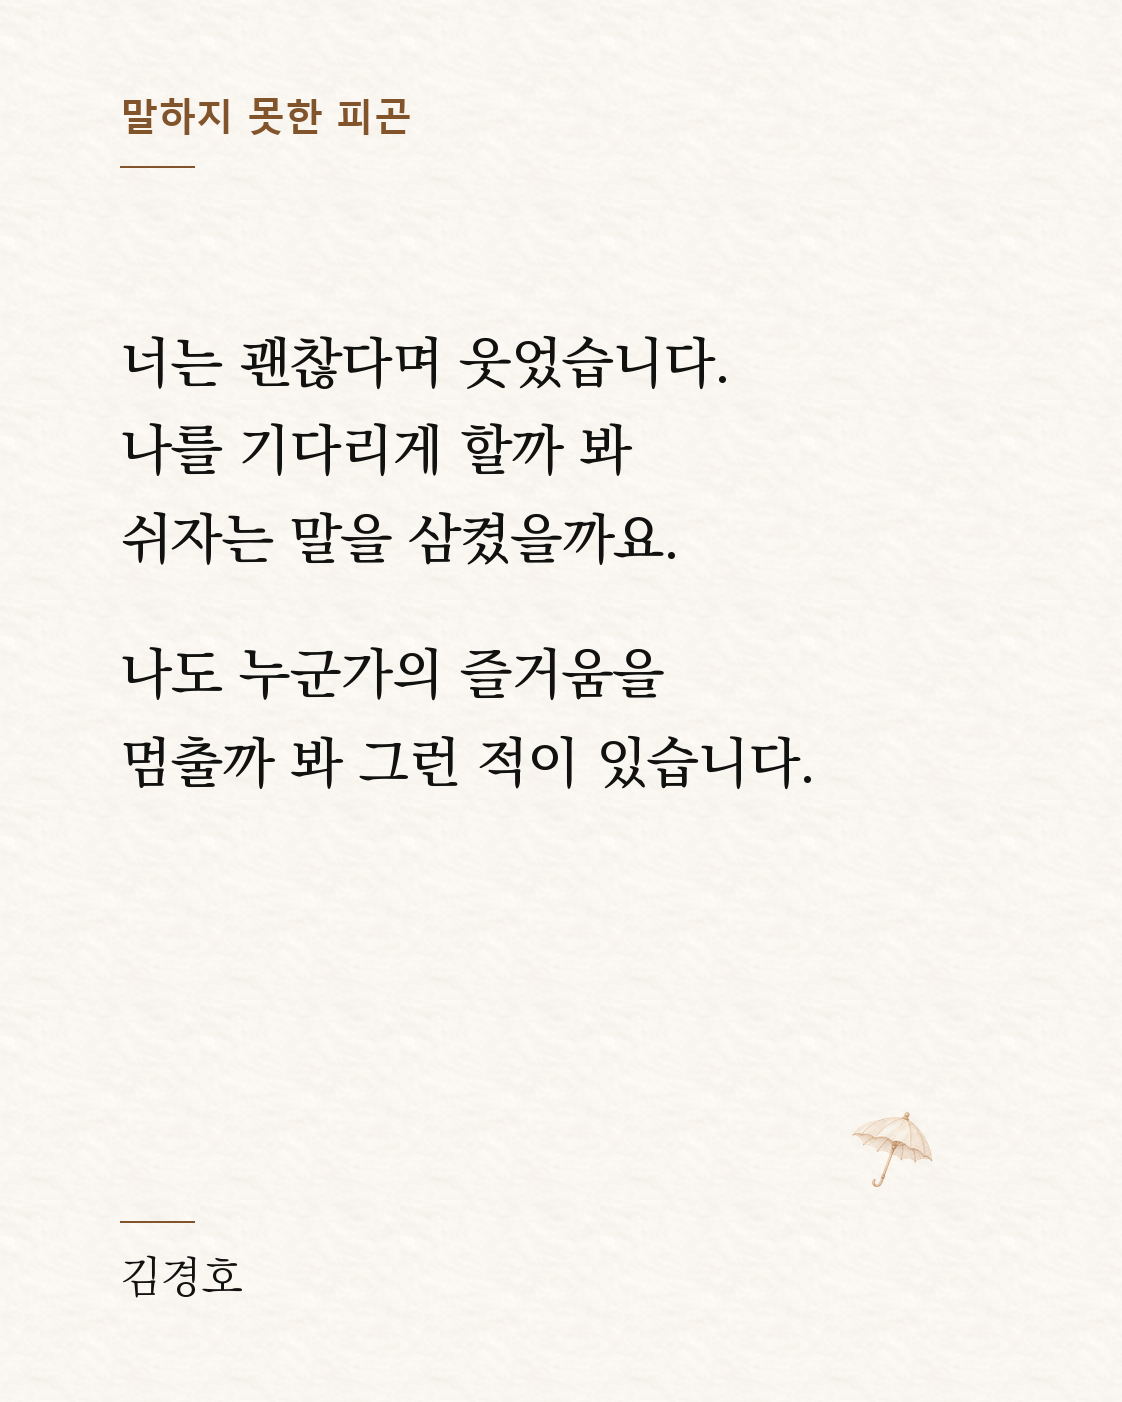 말하지 못한 피곤
너는 괜찮다며 웃었습니다.
나를 기다리게 할까 봐
쉬자는 말을 삼켰을까요.
나도 누군가의 즐거움을
멈출까 봐 그런 적이 있습니다.
김경호